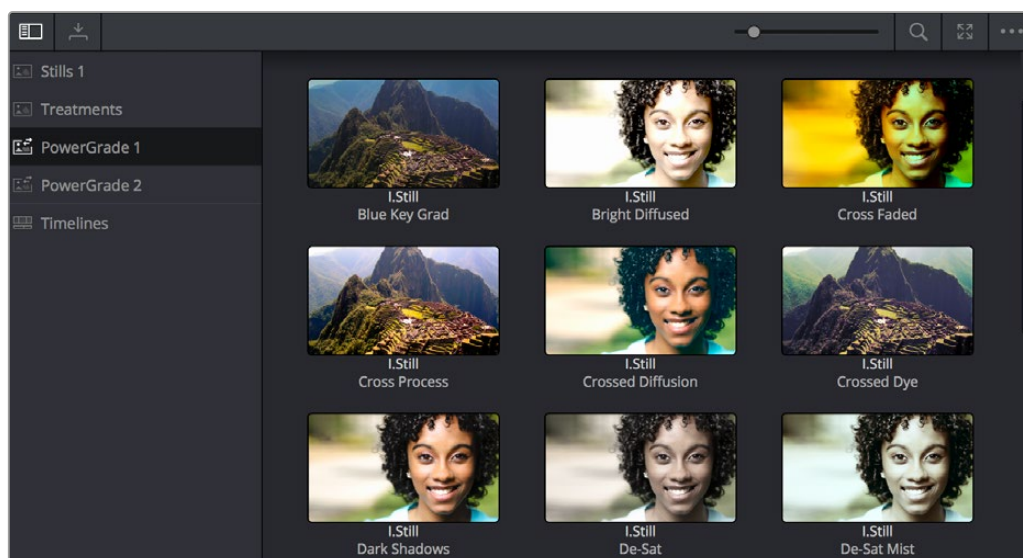 Stills 1
Treatments
PowerGrade 1
PowerGrade 2
Timelines
I.Still
Blue Key Grad
I.Still
Bright Diffused
I.Still
Cross Faded
I.Still
Cross Process
I.Still
Crossed Diffusion
I.Still
Crossed Dye
I.Still
Dark Shadows
I.Still
De-Sat
I.Still
De-Sat Mist